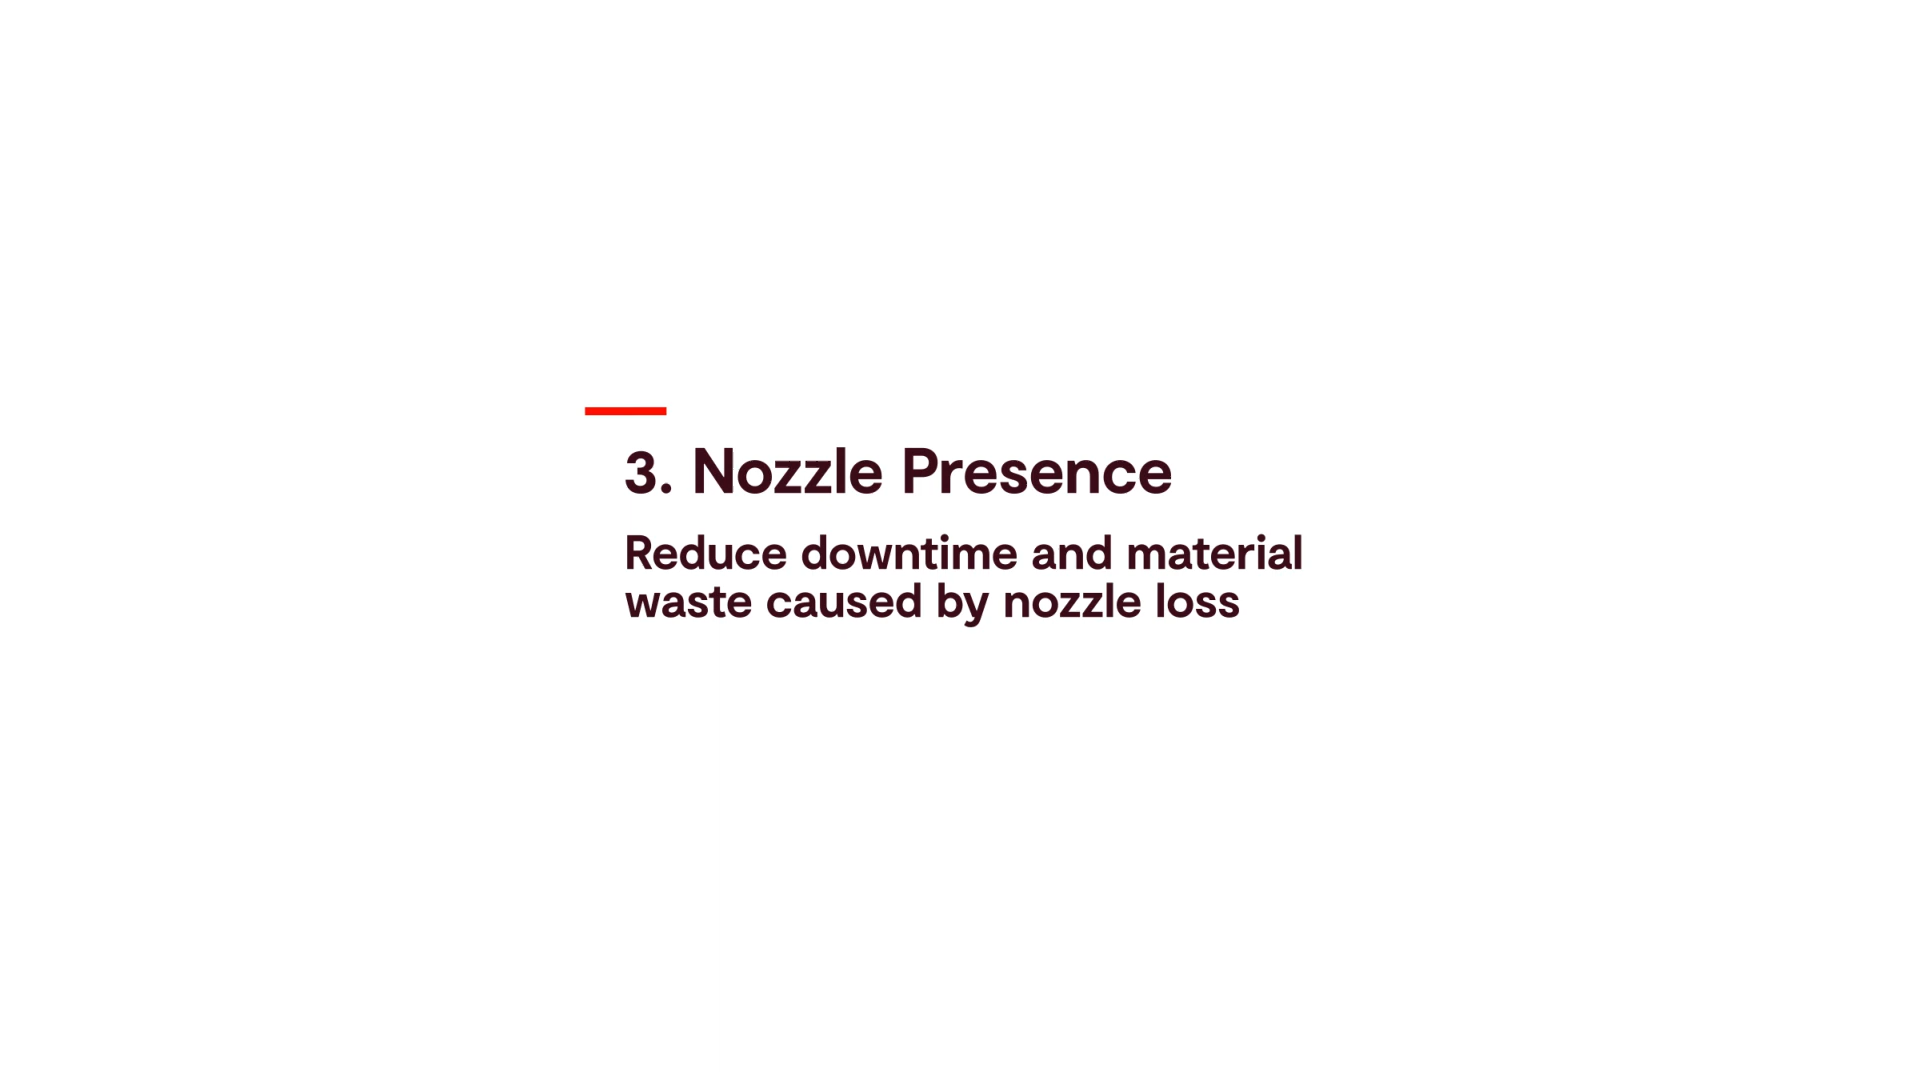 3. Nozzle Presence
Reduce downtime and material
waste caused by nozzle loss